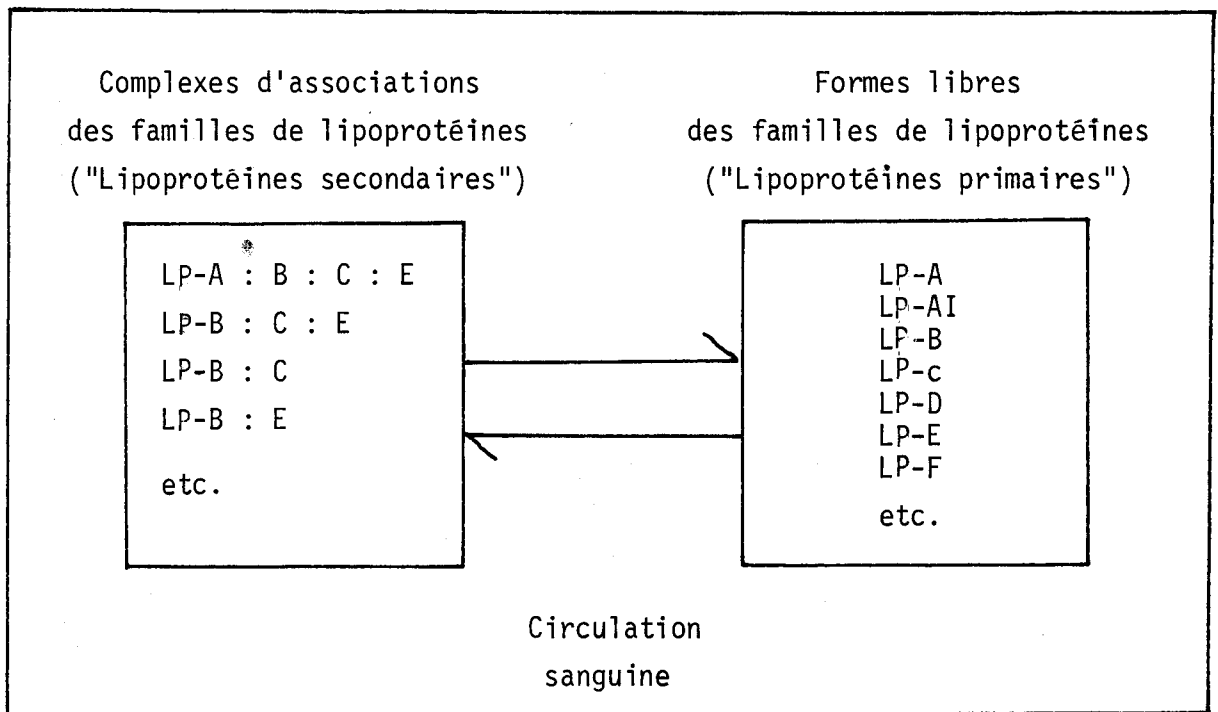 Complexes d'associations
des familles de lipoprotéines
("Lipoprotéines secondaires")
LP-A : B : C : E
LP-B : C : E
LP-B : C
LP-B : E
etc.
Formes libres
des familles de lipoprotéines
("Lipoprotéines primaires")
LP-A
LP-AI
LP-B
LP-c
LP-D
LP-E
LP-F
etc.
Circulation
sanguine